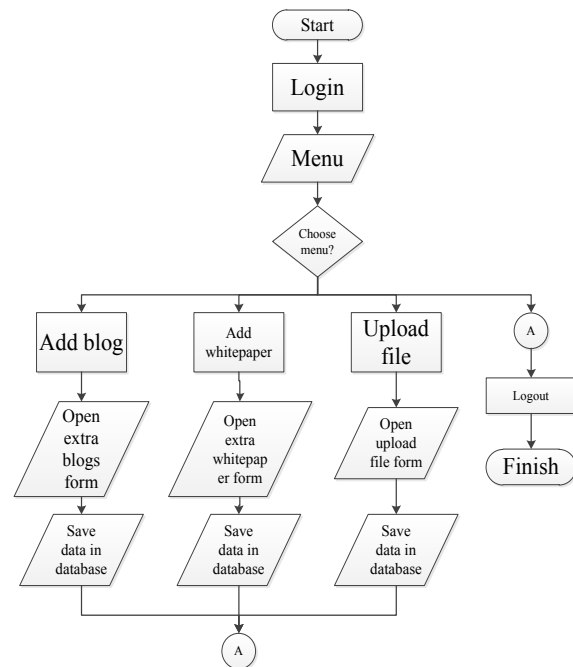 Start
Login
Menu
Choose
menu?
Add blog
Add
whitepaper
Upload
file
A
Logout
Finish
Open
extra
blogs
form
Open
extra
whitepap
er form
Open
upload
file form
Save
data in
database
Save
data in
database
Save
data in
database
A